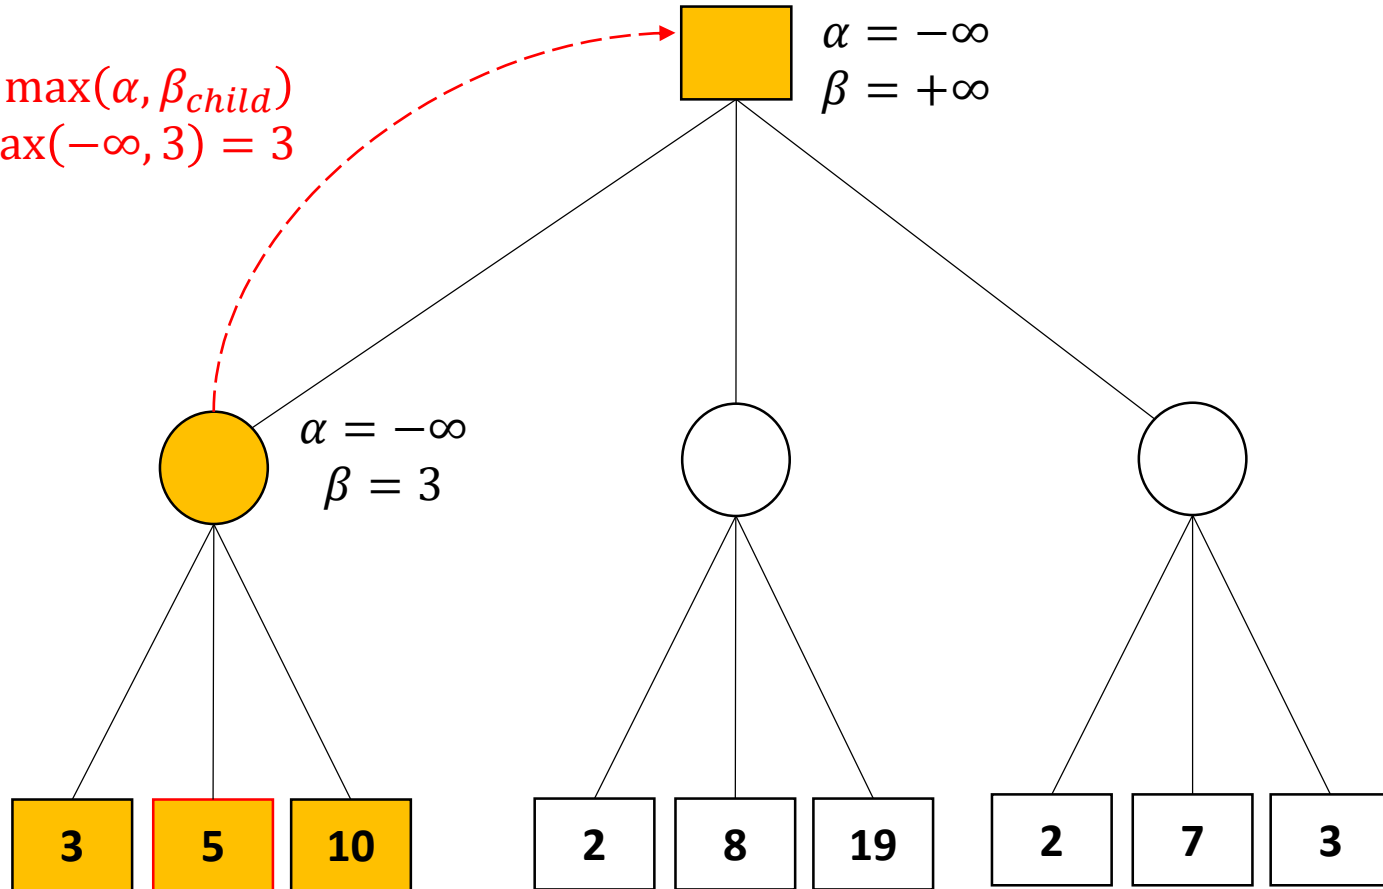 α = −∞
β = +∞
max(α, β_child)
ax(−∞, 3) = 3
α = −∞
β = 3
3 5 10 2 8 19 2 7 3